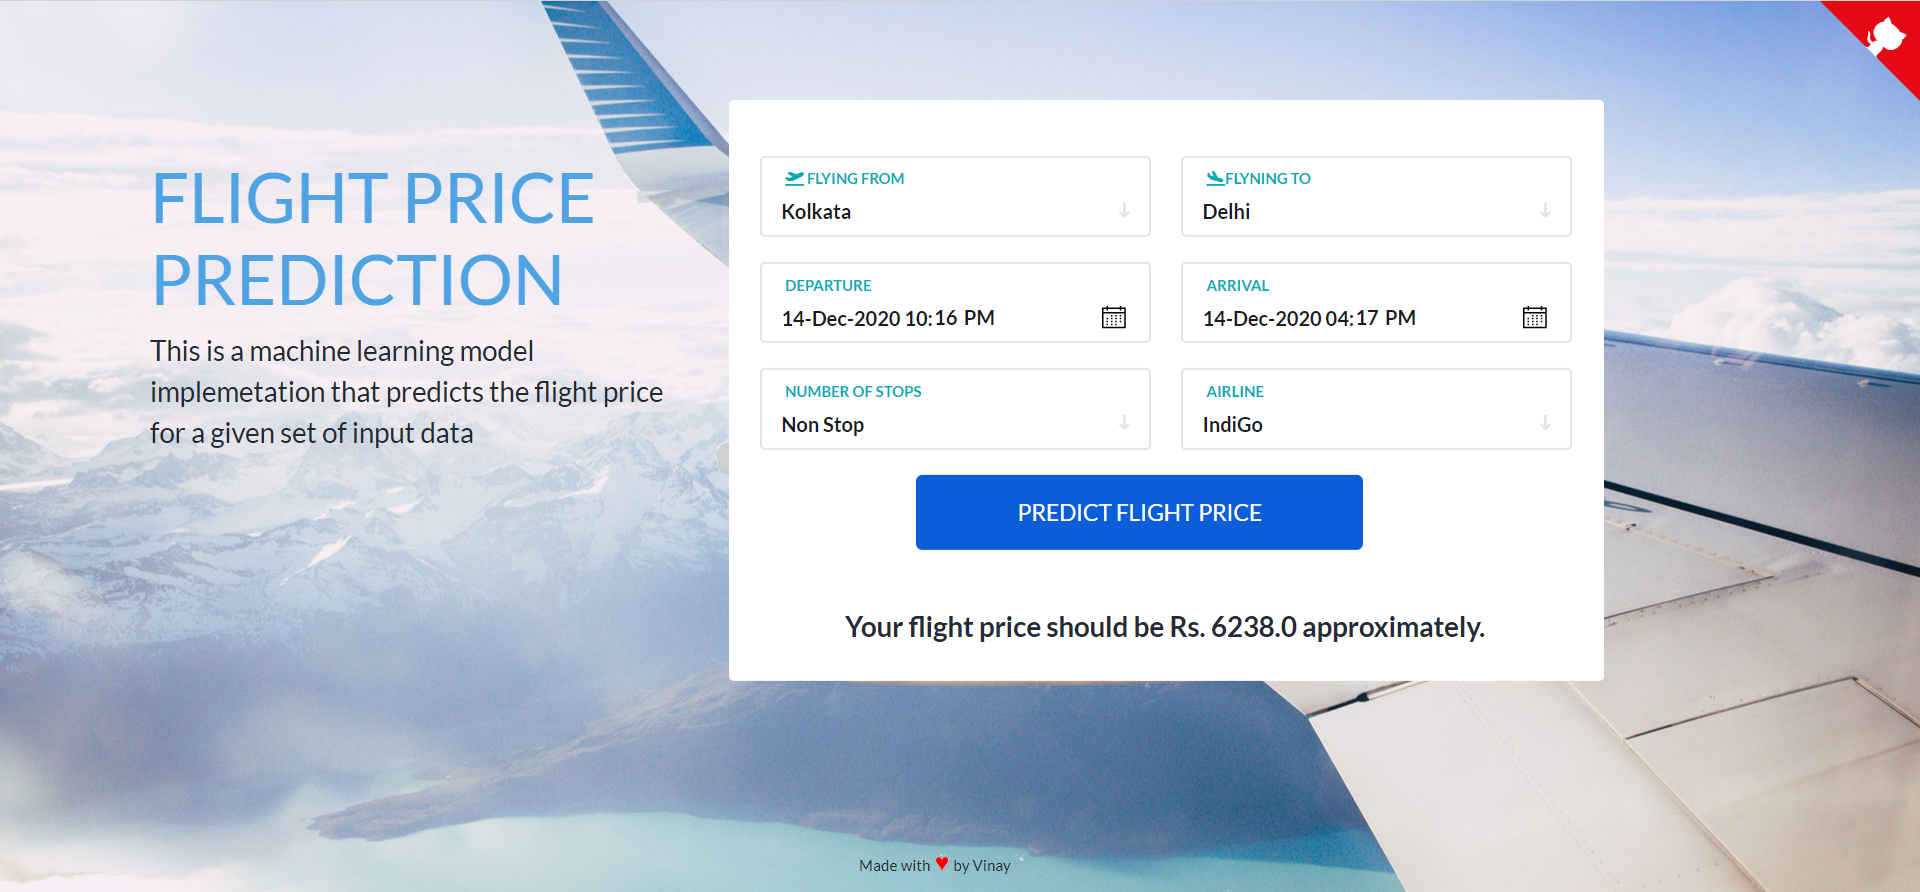 FLIGHT PRICE
PREDICTION
This is a machine learning model
implemetation that predicts the flight price
for a given set of input data
FLYING FROM
Kolkata
FLYNING TO
Delhi
DEPARTURE
14-Dec-2020 10:16 PM
ARRIVAL
14-Dec-2020 04:17 PM
NUMBER OF STOPS
Non Stop
AIRLINE
IndiGo
PREDICT FLIGHT PRICE
Your flight price should be Rs. 6238.0 approximately.
Made with ♥ by Vinay